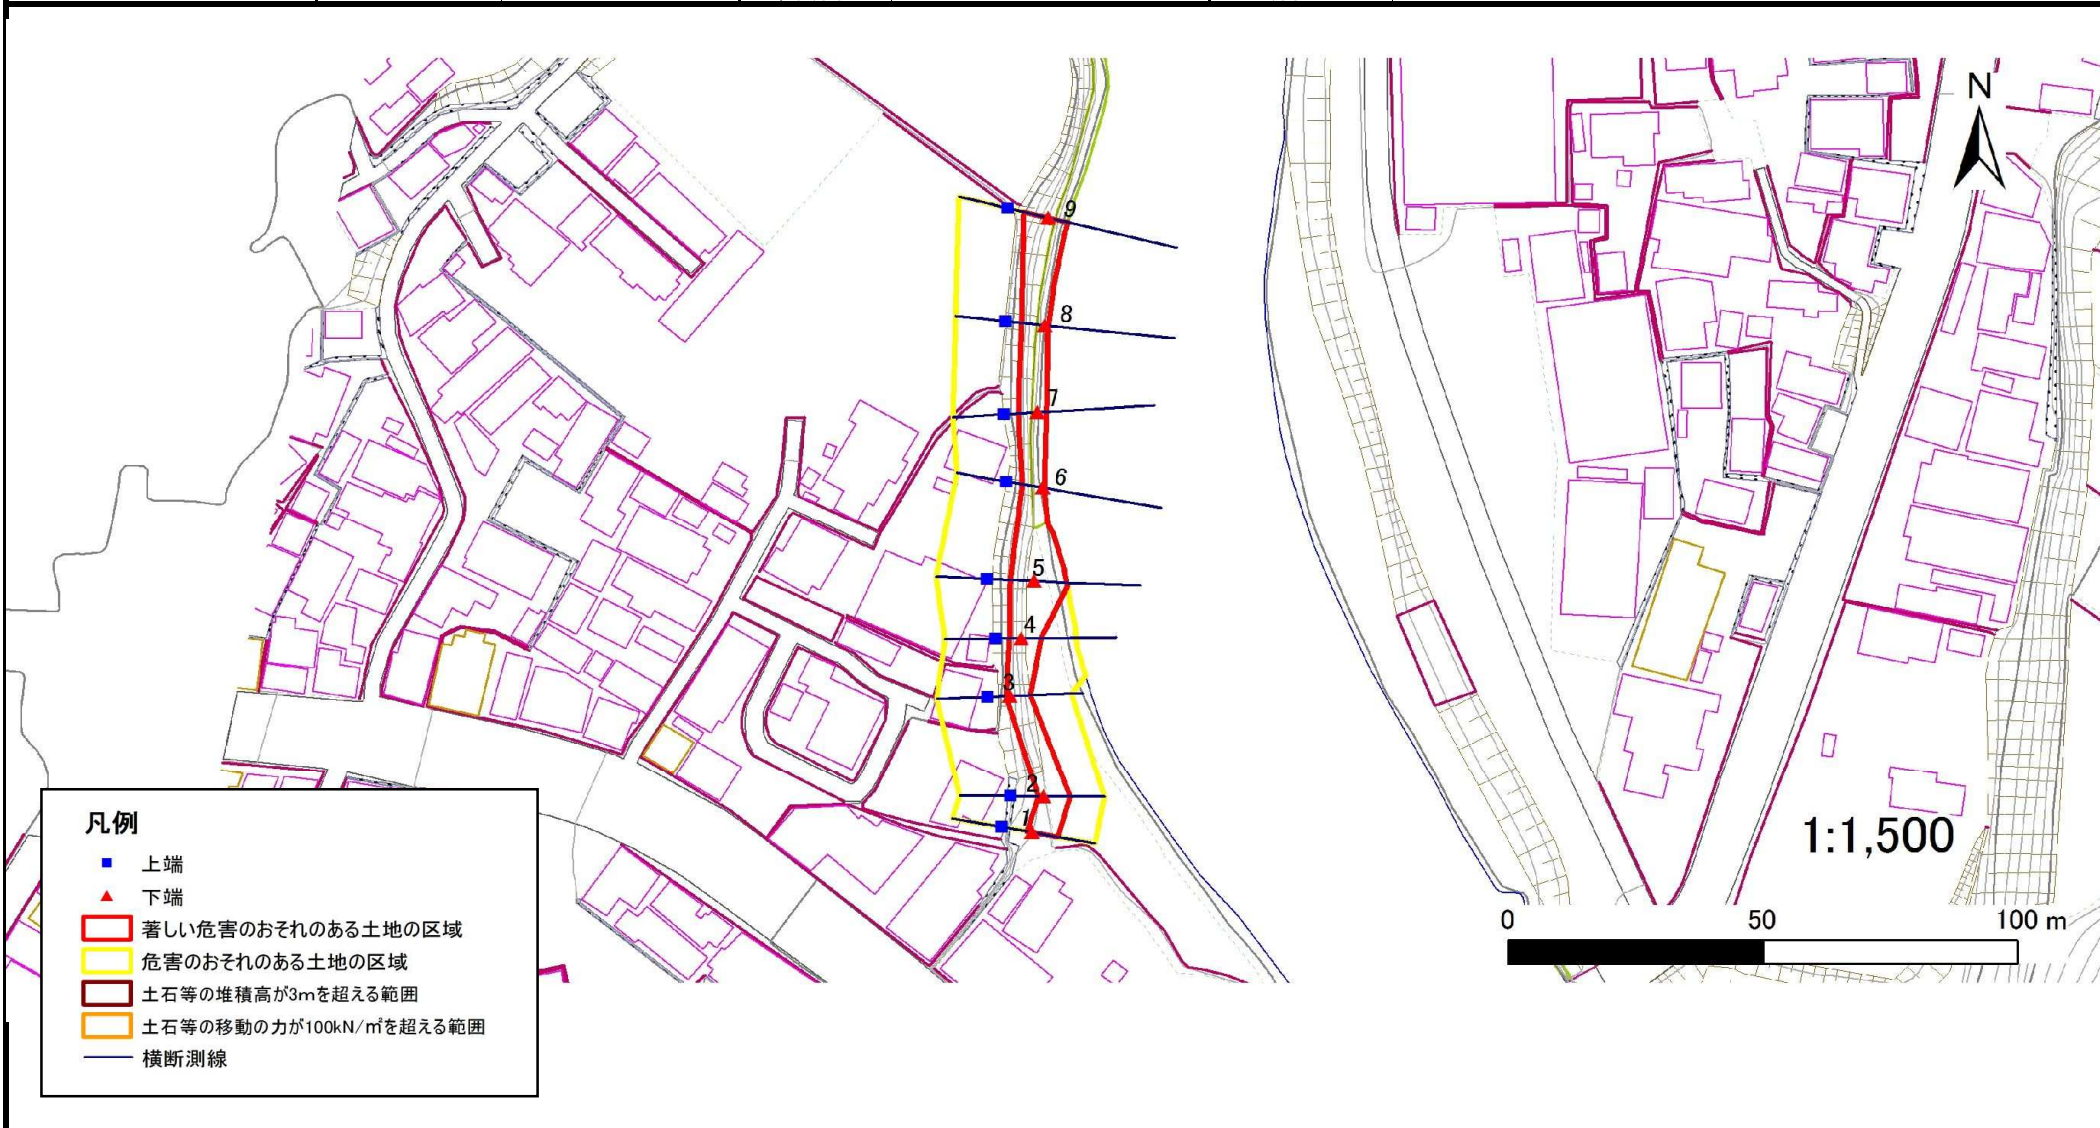 N
9
8
7
6
5
4
3
2
1
凡例
上端
下端
著しい危害のおそれのある土地の区域
危害のおそれのある土地の区域
土石等の堆積高が3mを超える範囲
土石等の移動の力が100kN/㎡を超える範囲
横断測線
1:1,500
0 50 100 m